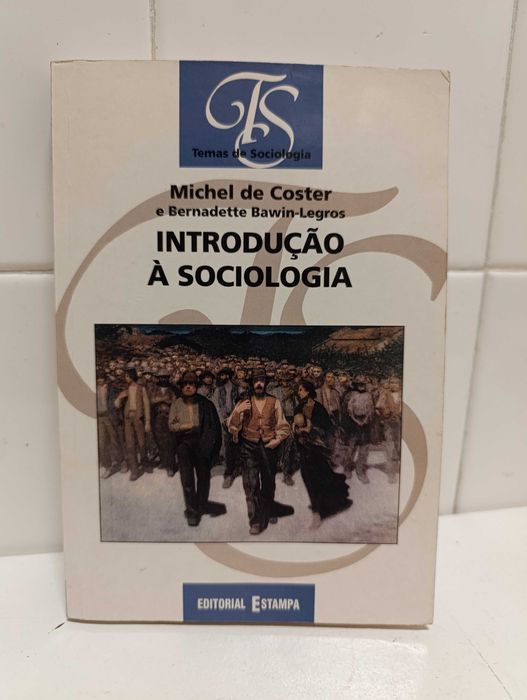 TS
Temas de Sociologia
Michel de Coster
e Bernadette Bawin-Legros
INTRODUÇÃO
À SOCIOLOGIA
EDITORIAL ESTAMPA